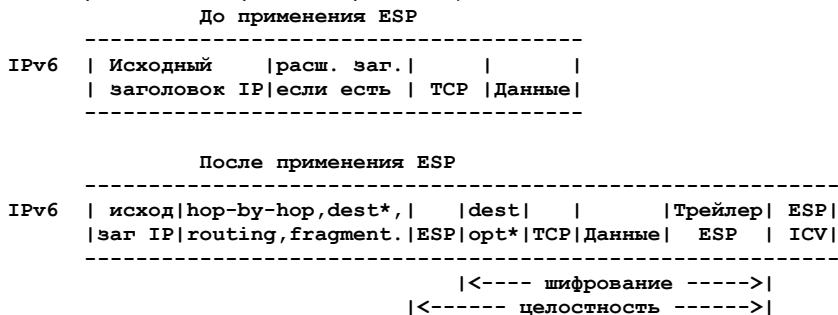 До применения ESP
---------------------------------------
IPv6 | Исходный |расш. заг.| | |
| заголовок IP|если есть | TCP |Данные|
---------------------------------------
После применения ESP
-----------------------------------------------------------
IPv6 | исход|hop-by-hop,dest*,| |dest| | |Трейлер| ESP|
|заг IP|routing,fragment.|ESP|opt*|TCP|Данные| ESP | ICV|
-----------------------------------------------------------
|<---- шифрование ----->|
|<------ целостность ------>|